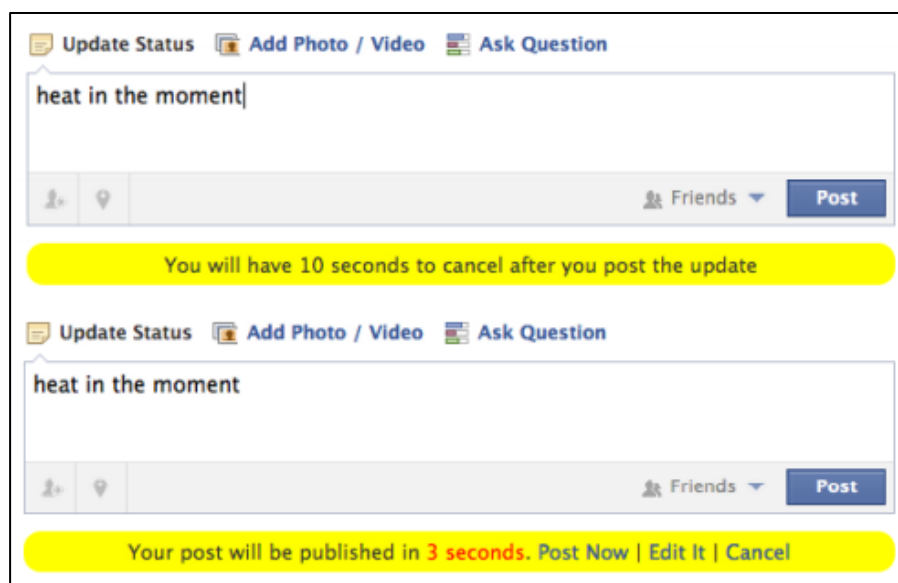 Update Status Add Photo / Video Ask Question
heat in the moment
Friends Post
You will have 10 seconds to cancel after you post the update
Update Status Add Photo / Video Ask Question
heat in the moment
Friends Post
Your post will be published in 3 seconds. Post Now | Edit It | Cancel